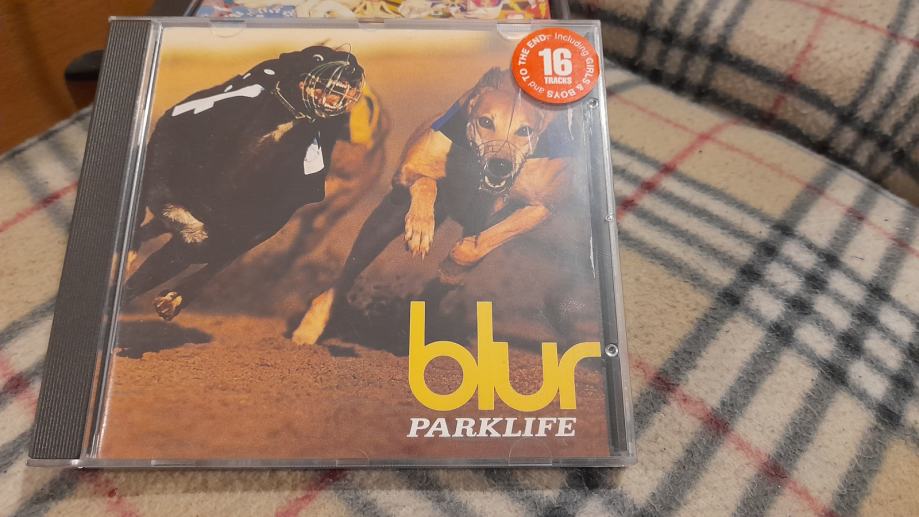 including GIRLS & BOYS and TO THE END.
16
TRACKS
blur
PARKLIFE